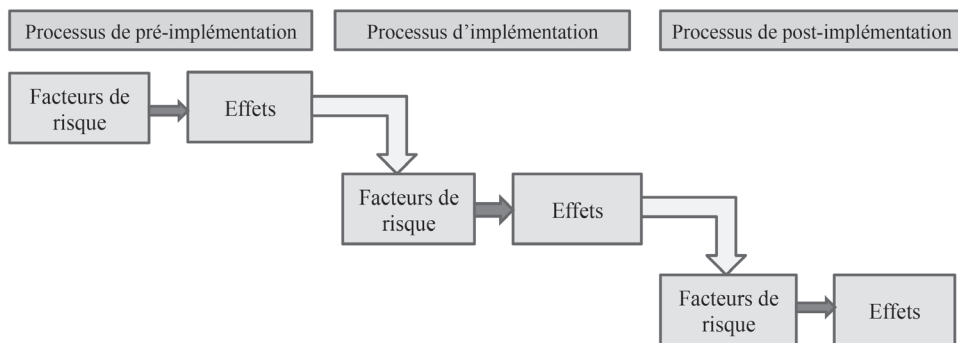 Processus de pré-implémentation
Processus d’implémentation
Processus de post-implémentation
Facteurs de
risque
Effets
Facteurs de
risque
Effets
Facteurs de
risque
Effets